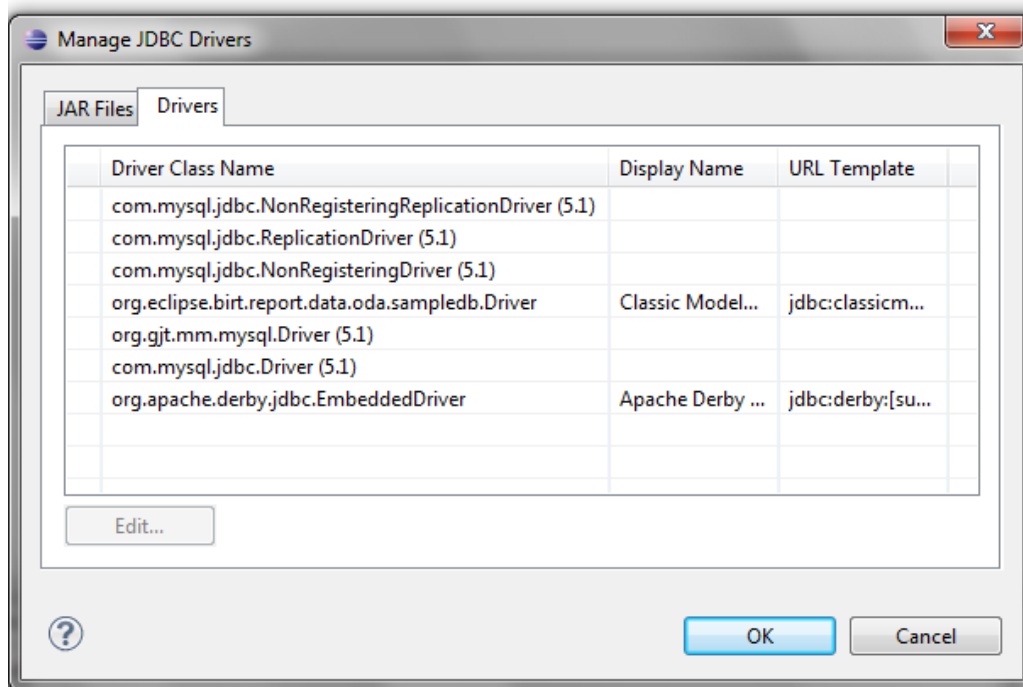 Manage JDBC Drivers
JAR Files Drivers
Driver Class Name Display Name URL Template
com.mysql.jdbc.NonRegisteringReplicationDriver (5.1)
com.mysql.jdbc.ReplicationDriver (5.1)
com.mysql.jdbc.NonRegisteringDriver (5.1)
org.eclipse.birt.report.data.oda.sampledb.Driver Classic Model... jdbc:classicm...
org.gjt.mm.mysql.Driver (5.1)
com.mysql.jdbc.Driver (5.1)
org.apache.derby.jdbc.EmbeddedDriver Apache Derby ... jdbc:derby:[su...
Edit...
? OK Cancel